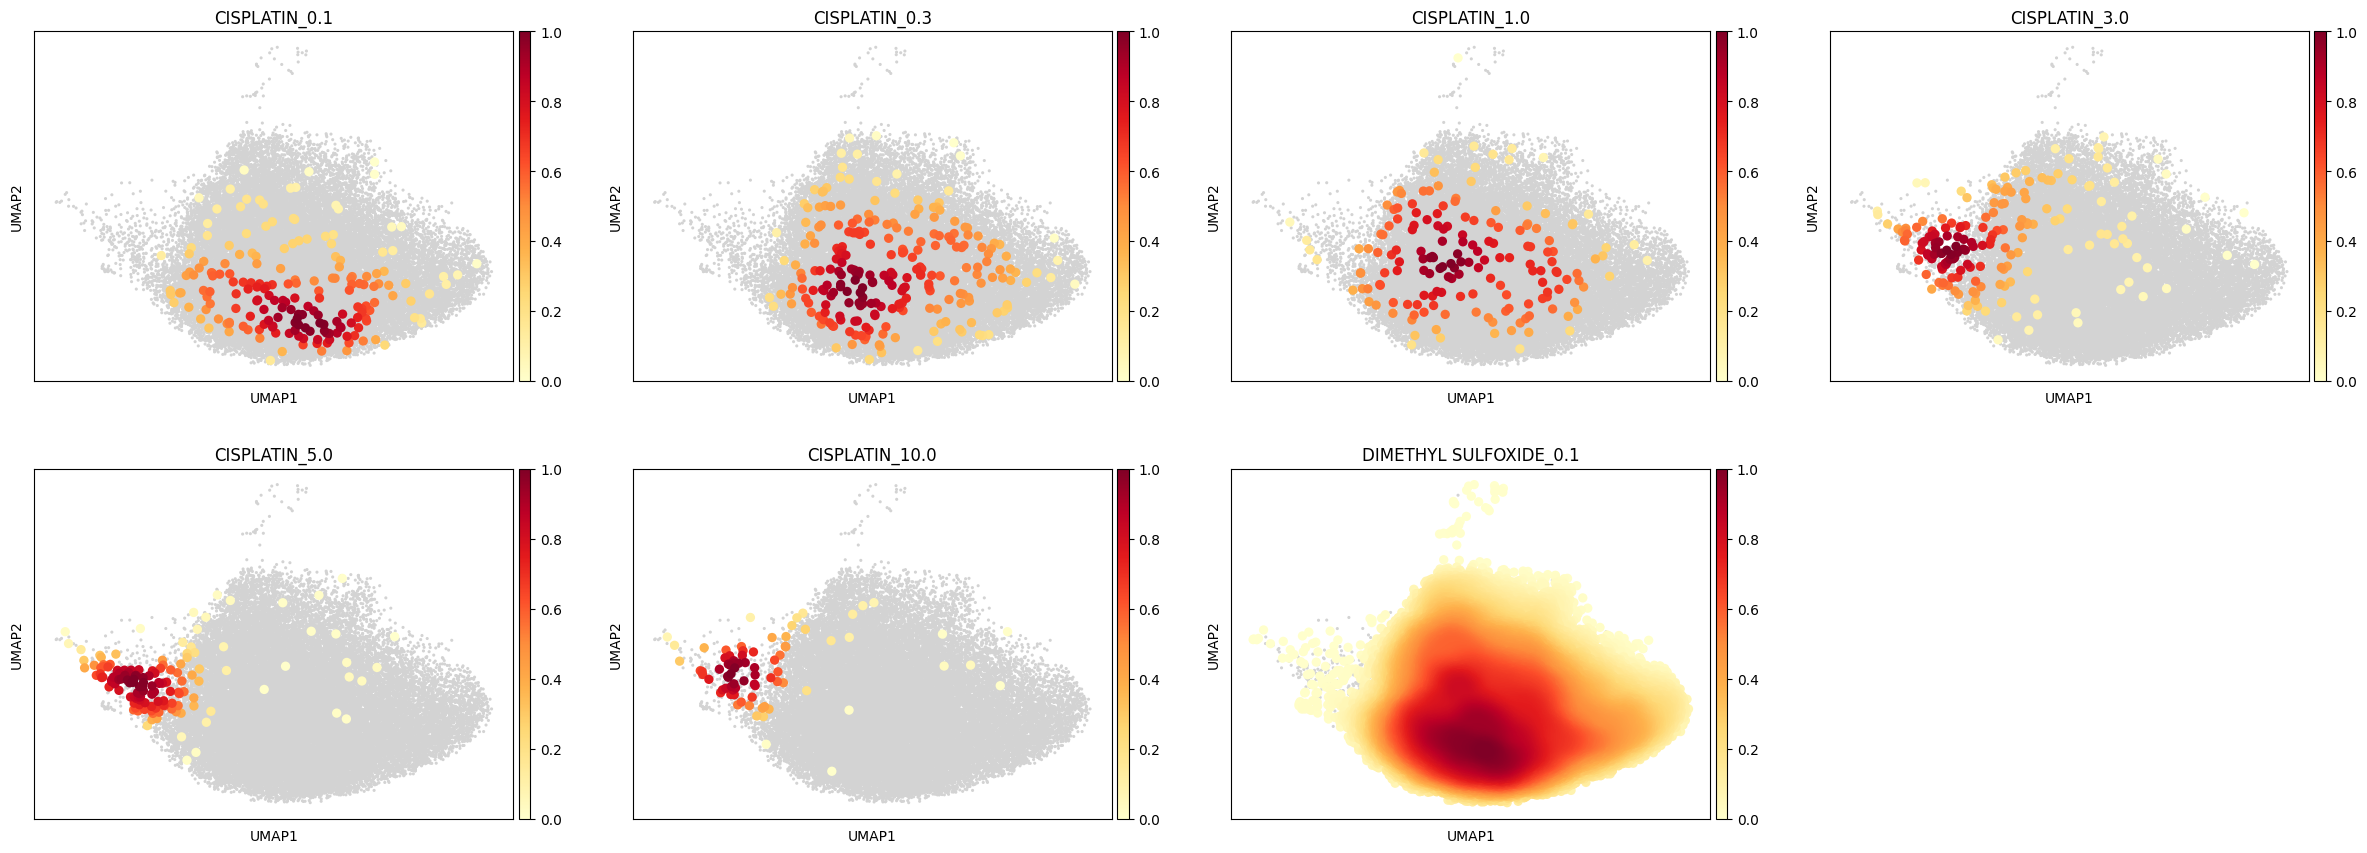 CISPLATIN_0.1
CISPLATIN_0.3
CISPLATIN_1.0
CISPLATIN_3.0
UMAP2
UMAP1
1.0
0.8
0.6
0.4
0.2
0.0
UMAP2
UMAP1
1.0
0.8
0.6
0.4
0.2
0.0
UMAP2
UMAP1
1.0
0.8
0.6
0.4
0.2
0.0
UMAP2
UMAP1
1.0
0.8
0.6
0.4
0.2
0.0
CISPLATIN_5.0
CISPLATIN_10.0
DIMETHYL SULFOXIDE_0.1
UMAP2
UMAP1
1.0
0.8
0.6
0.4
0.2
0.0
UMAP2
UMAP1
1.0
0.8
0.6
0.4
0.2
0.0
UMAP2
UMAP1
1.0
0.8
0.6
0.4
0.2
0.0